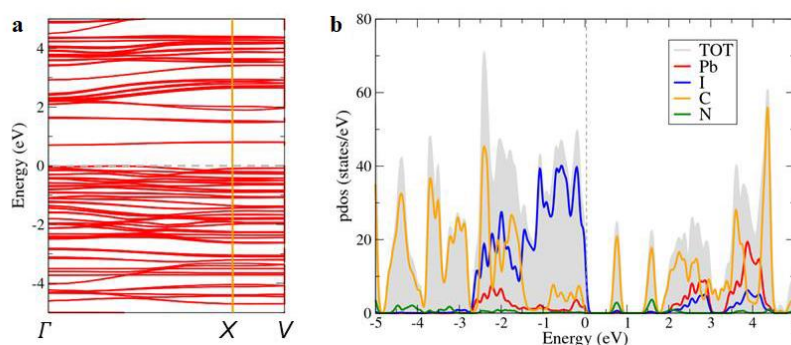 a
4
2
0
-2
-4
Energy (eV)
Γ
X
V
b
80
60
40
20
0
pdos (states/eV)
TOT
Pb
I
C
N
-5 -4 -3 -2 -1 0 1 2 3 4
Energy (eV)